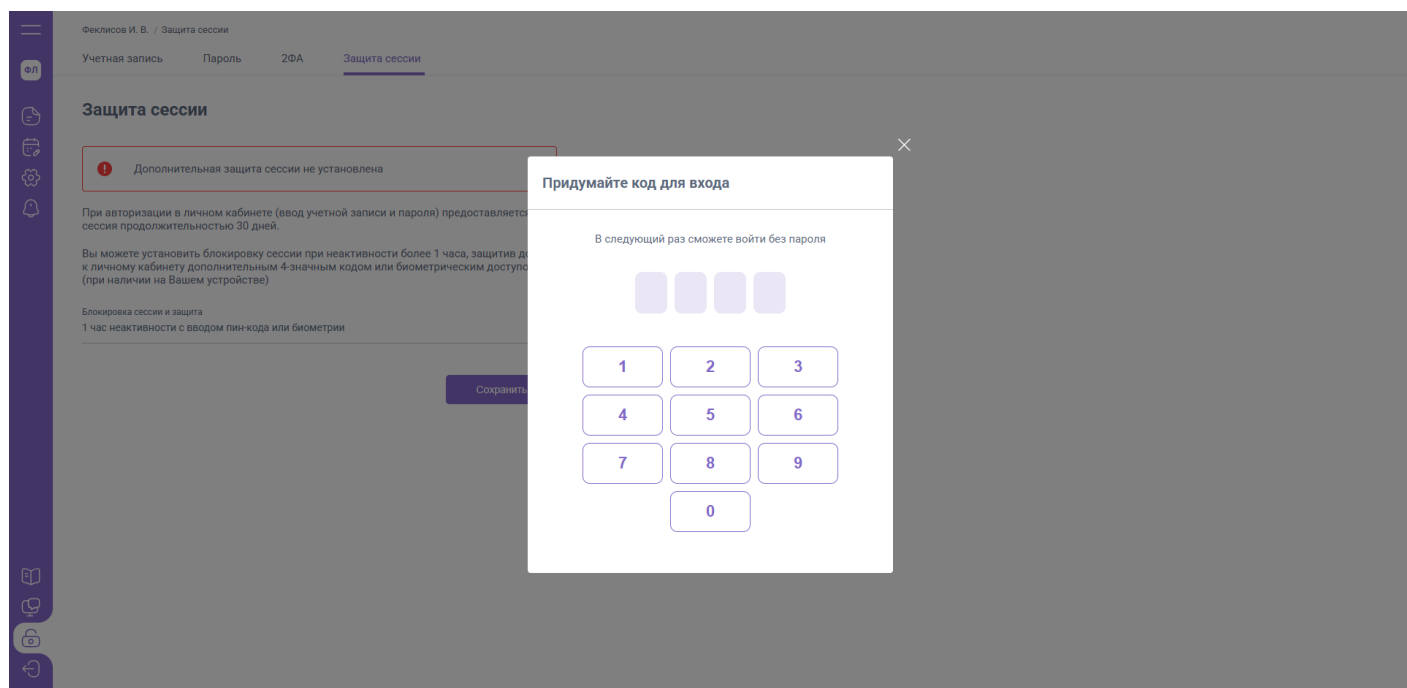 Феклисов И. В. / Защита сессии
Учетная запись Пароль 2ФА Защита сессии
ФЛ
Защита сессии
Дополнительная защита сессии не установлена
При авторизации в личном кабинете (ввод учетной записи и пароля) предоставляется
сессия продолжительностью 30 дней.
Вы можете установить блокировку сессии при неактивности более 1 часа, защитив
к личному кабинету дополнительным 4-значным кодом или биометрическим
(при наличии на Вашем устройстве)
Блокировка сессии и защита
1 час неактивности с вводом пин-кода или биометрии
Сохранить
Придумайте код для входа
В следующий раз сможете войти без пароля
1 2 3
4 5 6
7 8 9
0